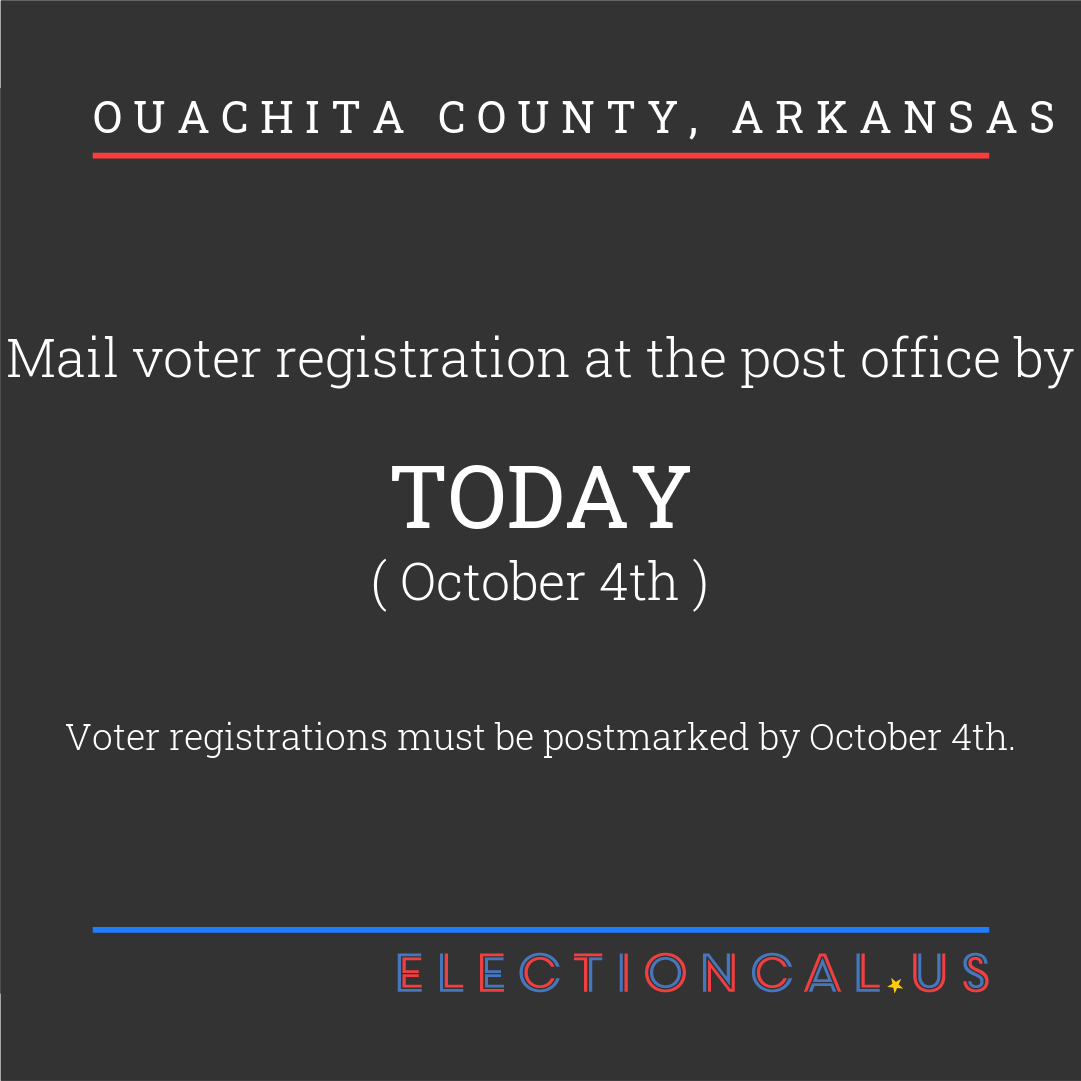 OUACHITA COUNTY, ARKANSAS
Mail voter registration at the post office by
TODAY
( October 4th )
Voter registrations must be postmarked by October 4th.
ELECTIONCAL.US